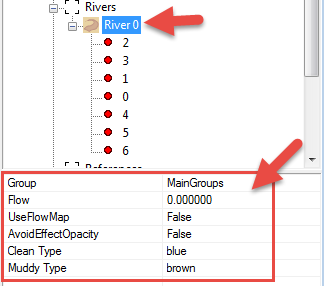 Rivers
River 0
2
3
1
0
4
5
6
Group MainGroups
Flow 0.000000
UseFlowMap False
AvoidEffectOpacity False
Clean Type blue
Muddy Type brown